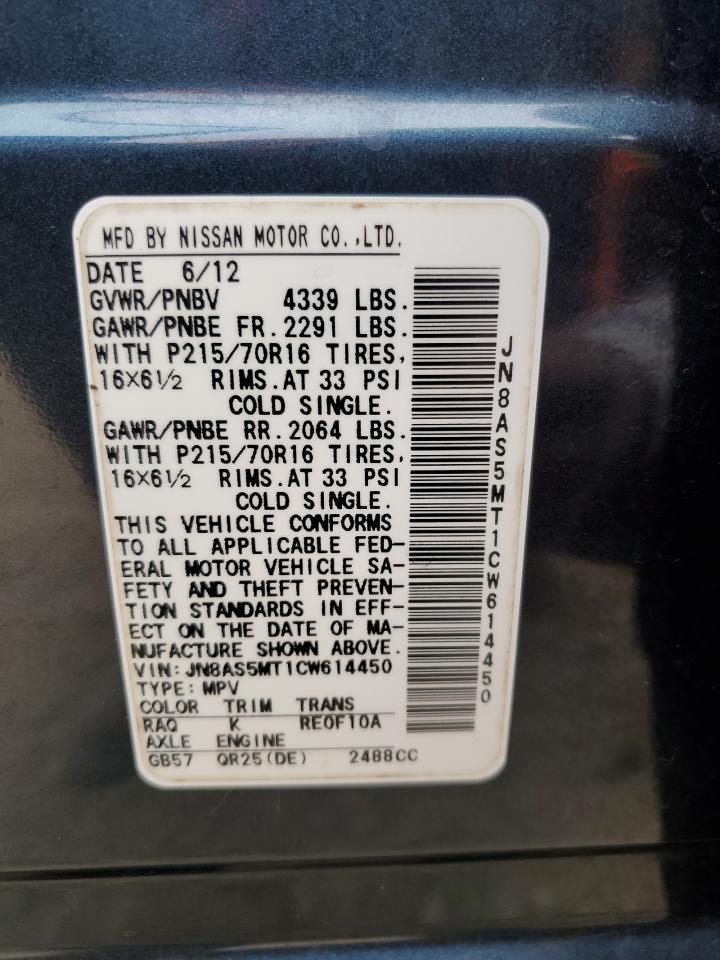 MFD BY NISSAN MOTOR CO.,LTD.
DATE 6/12
GVWR/PNBV 4339 LBS.
GAWR/PNBE FR.2291 LBS.
WITH P215/70R16 TIRES,
16×6½ RIMS.AT 33 PSI
COLD SINGLE.
GAWR/PNBE RR.2064 LBS.
WITH P215/70R16 TIRES,
16×6½ RIMS.AT 33 PSI
COLD SINGLE.
THIS VEHICLE CONFORMS
TO ALL APPLICABLE FED-
ERAL MOTOR VEHICLE SA-
FETY AND THEFT PREVEN-
TION STANDARDS IN EFF-
ECT ON THE DATE OF MA-
NUFACTURE SHOWN ABOVE.
VIN:JN8AS5MT1CW614450
TYPE:MPV
COLOR TRIM TRANS
RAQ K RE0F10A
AXLE ENGINE
GB57 QR25(DE) 2488CC
JN8AS5MT1CW614450